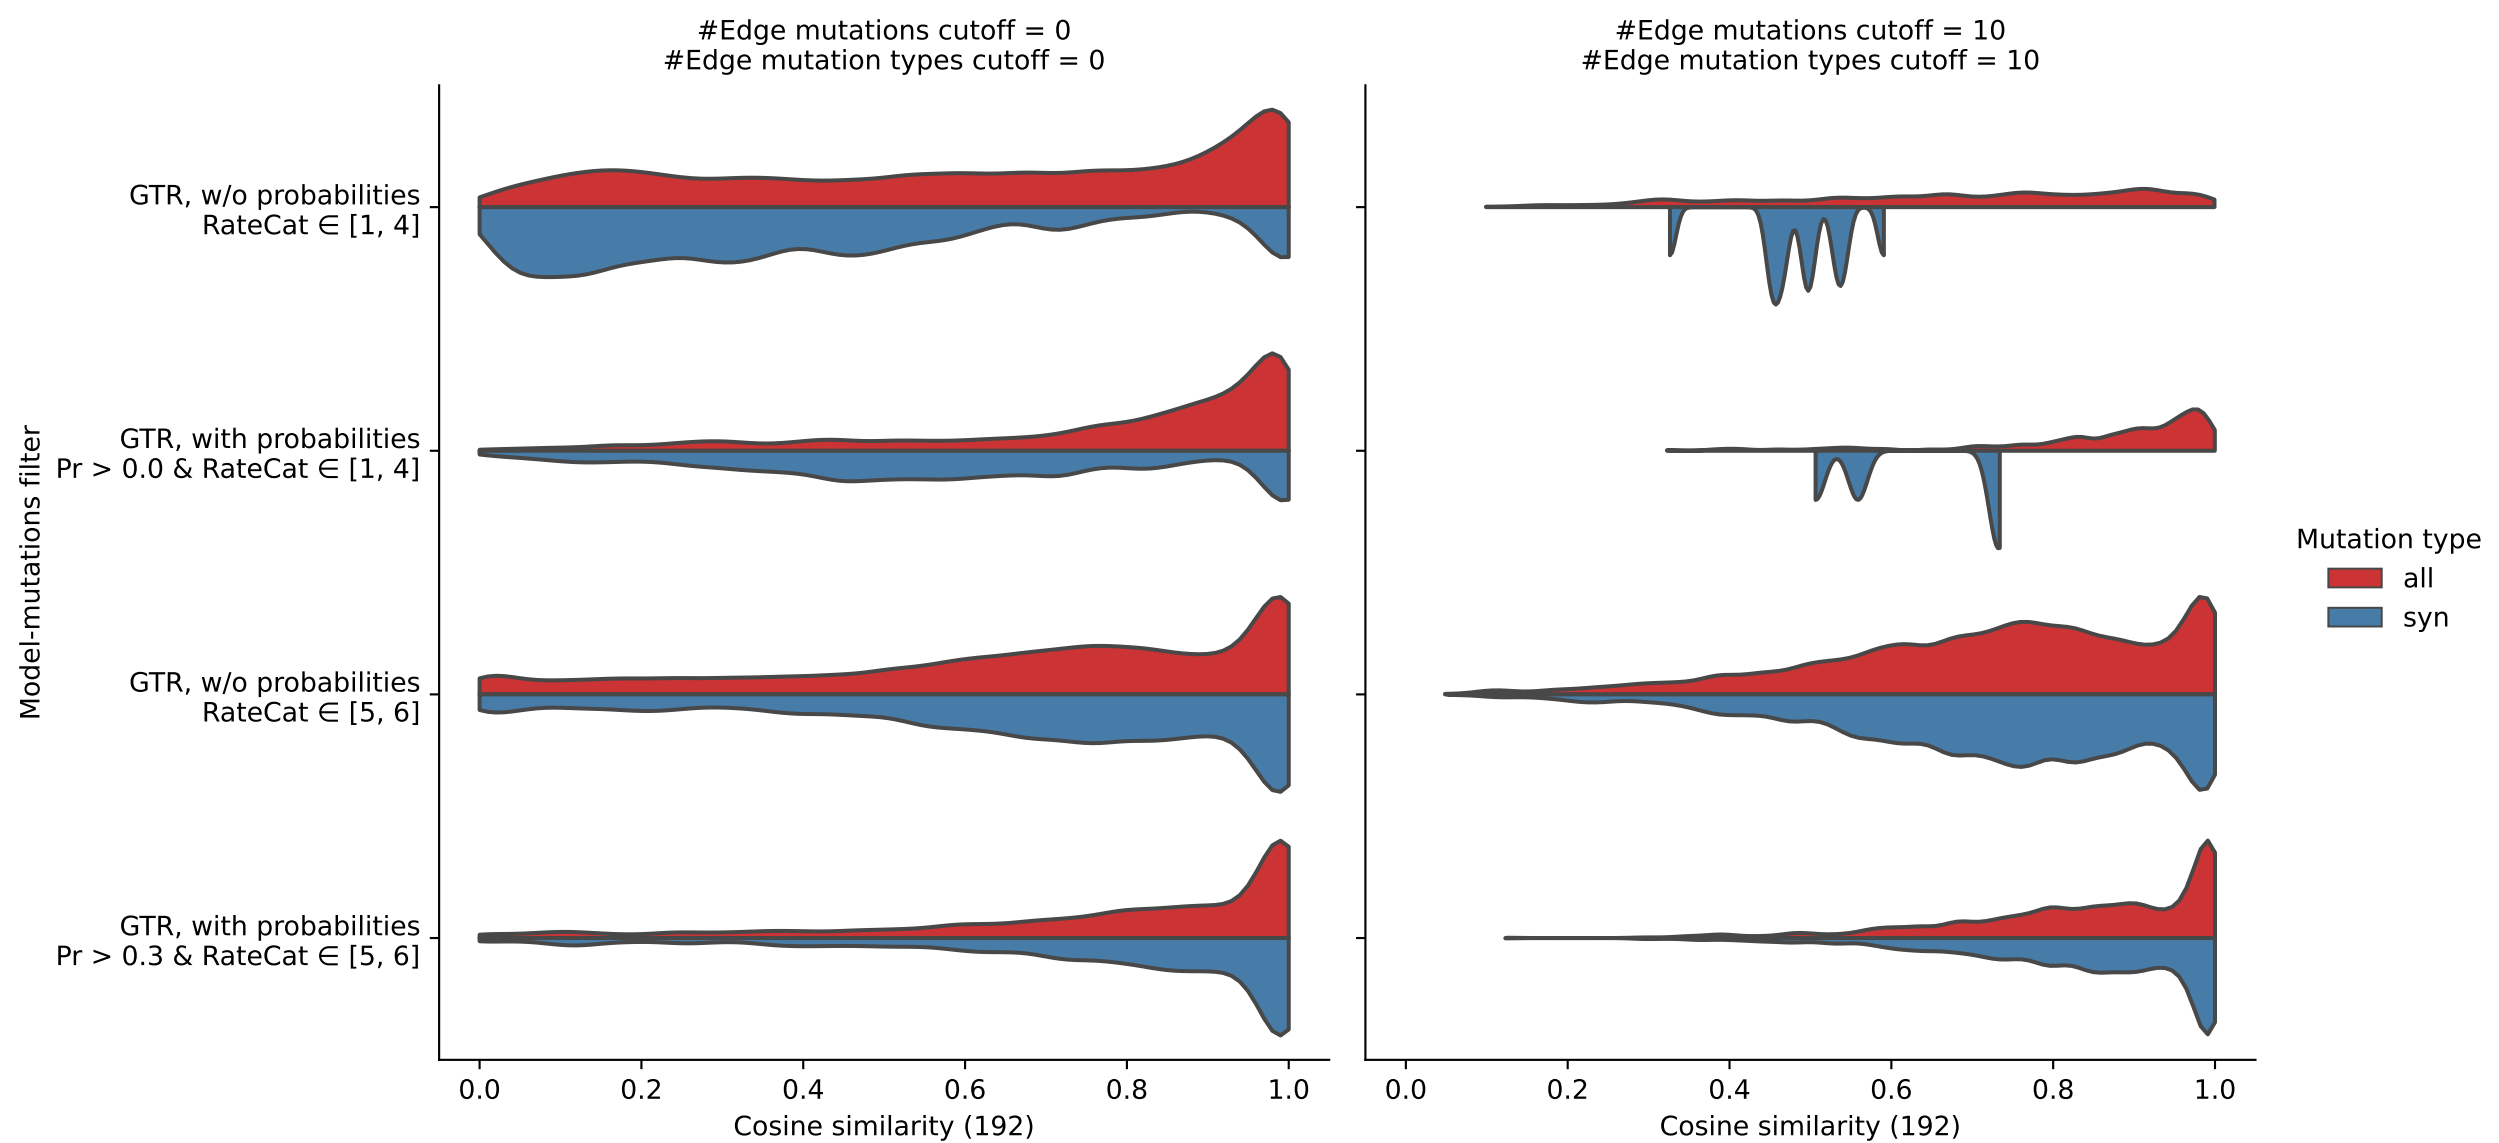 #Edge mutations cutoff = 0
#Edge mutation types cutoff = 0
#Edge mutations cutoff = 10
#Edge mutation types cutoff = 10
Model-mutations filter
GTR, w/o probabilities
RateCat ∈ [1, 4]
GTR, with probabilities
Pr > 0.0 & RateCat ∈ [1, 4]
GTR, w/o probabilities
RateCat ∈ [5, 6]
GTR, with probabilities
Pr > 0.3 & RateCat ∈ [5, 6]
0.0 0.2 0.4 0.6 0.8 1.0
Cosine similarity (192)
0.0 0.2 0.4 0.6 0.8 1.0
Cosine similarity (192)
Mutation type
all
syn